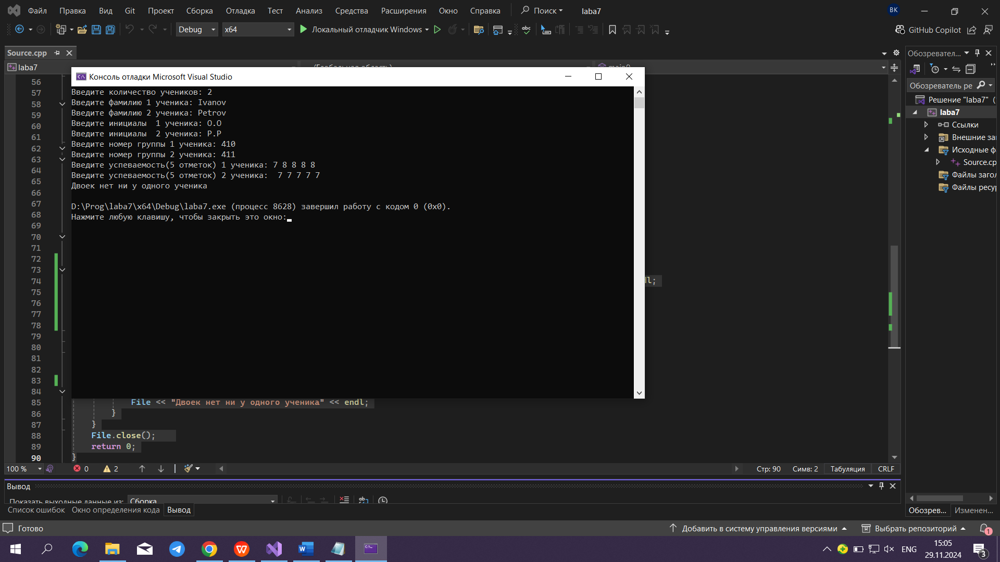 Файл Правка Вид Git Проект Сборка Отладка Тест Анализ Средства Расширения Окно Справка Поиск laba7 ВК
Debug x64 Локальный отладчик Windows GitHub Copilot
Source.cpp Обозревател...
laba7
Консоль отладки Microsoft Visual Studio
Введите количество учеников: 2
Введите фамилию 1 ученика: Ivanov
Введите фамилию 2 ученика: Petrov
Введите инициалы  1 ученика: O.O
Введите инициалы  2 ученика: P.P
Введите номер группы 1 ученика: 410
Введите номер группы 2 ученика: 411
Введите успеваемость(5 отметок) 1 ученика: 7 8 8 8 8
Введите успеваемость(5 отметок) 2 ученика:  7 7 7 7 7
Двоек нет ни у одного ученика
D:\Prog\laba7\x64\Debug\laba7.exe (процесс 8628) завершил работу с кодом 0 (0x0).
Нажмите любую клавишу, чтобы закрыть это окно:
Обозреватель ре
Решение "laba7" (
laba7
Ссылки
Внешние за
Исходные ф
Source.cp
Файлы загол
Файлы ресур
56
57
58
59
60
61
62
63
64
65
66
67
68
69
70
71
72
73
74 dl;
75
76
77
78
79
80
81
82
83
84
85 File << "Двоек нет ни у одного ученика" << endl;
86 }
87 }
88 File.close();
89 return 0;
90 }
100 % 0 2 Стр: 90 Симв: 2 Табуляция CRLF
Вывод
Показать выходные данные из: Сборка
Список ошибок Окно определения кода Вывод Обозрев... Изменен...
Готово Добавить в систему управления версиями Выбрать репозиторий 1
ENG 15:05
29.11.2024 3